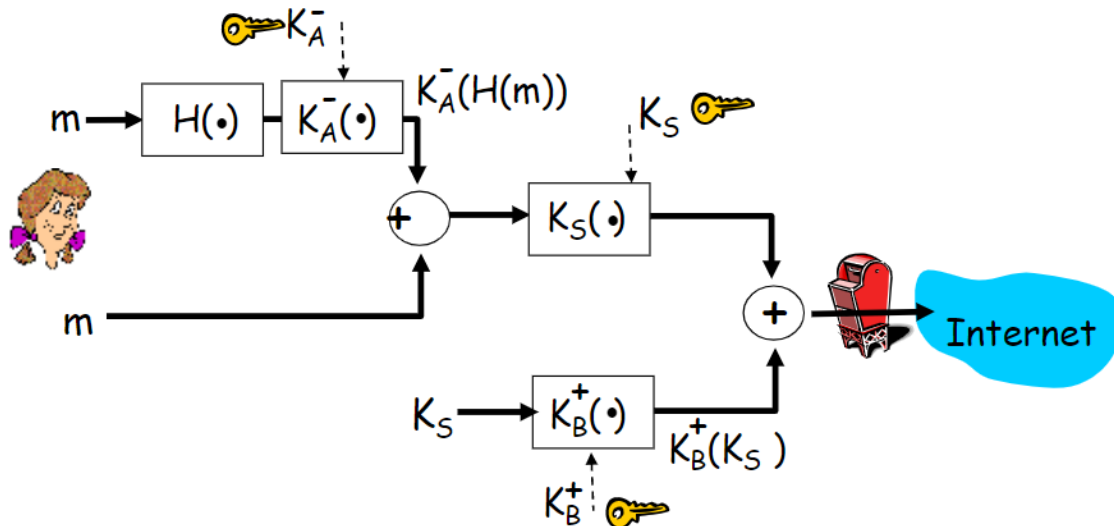 K_A^-
m
H(•)
K_A^-(•)
K_A^-(H(m))
K_S
+
K_S(•)
m
+
Internet
K_S
K_B^+(•)
K_B^+(K_S )
K_B^+